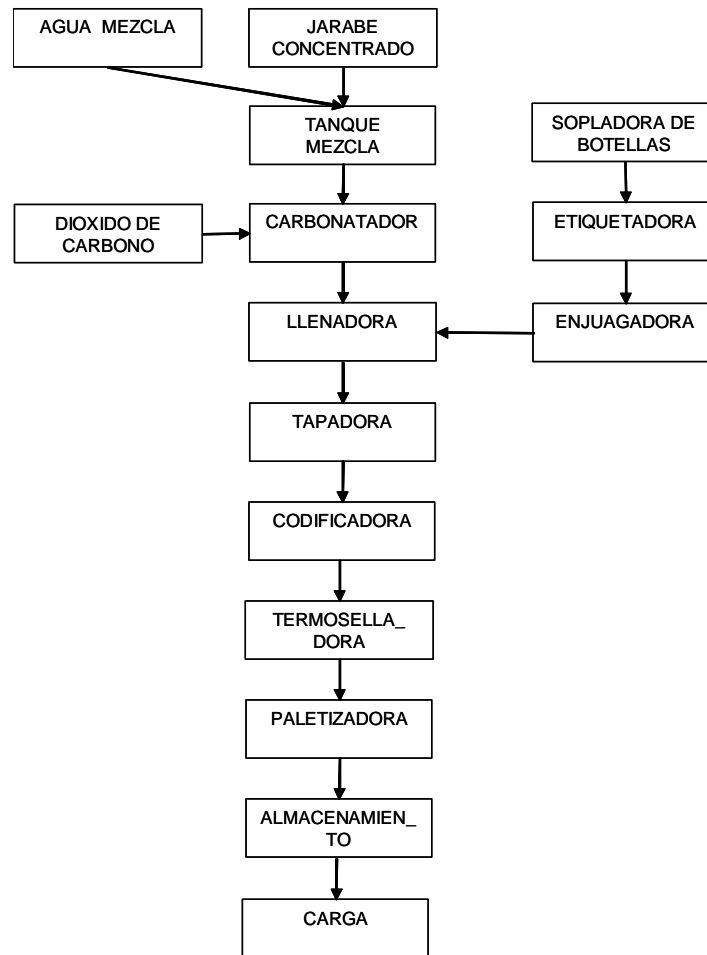 AGUA MEZCLA
JARABE
CONCENTRADO
TANQUE
MEZCLA
SOPLADORA DE
BOTELLAS
DIOXIDO DE
CARBONO
CARBONATADOR
ETIQUETADORA
LLENADORA
ENJUAGADORA
TAPADORA
CODIFICADORA
TERMOSELLA_
DORA
PALETIZADORA
ALMACENAMIEN_
TO
CARGA